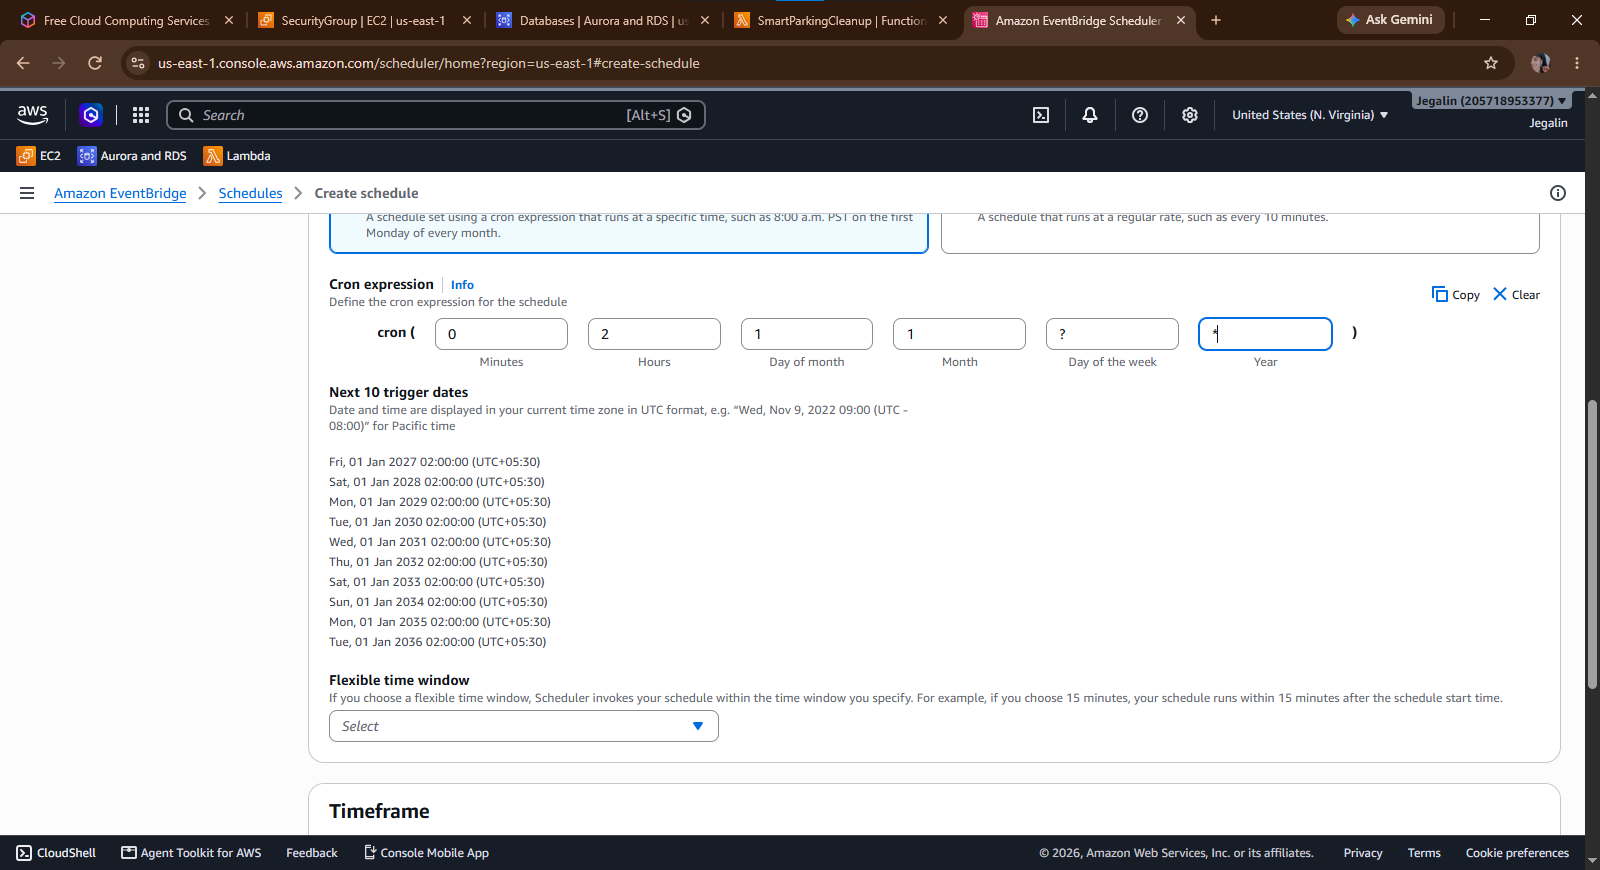 Free Cloud Computing Services
SecurityGroup | EC2 | us-east-1
Databases | Aurora and RDS | us
SmartParkingCleanup | Function
Amazon EventBridge Scheduler
Ask Gemini
us-east-1.console.aws.amazon.com/scheduler/home?region=us-east-1#create-schedule
aws
Search
[Alt+S]
United States (N. Virginia)
Jegalin (205718953377)
Jegalin
EC2
Aurora and RDS
Lambda
Amazon EventBridge
Schedules
Create schedule
A schedule set using a cron expression that runs at a specific time, such as 8:00 a.m. PST on the first
Monday of every month.
A schedule that runs at a regular rate, such as every 10 minutes.
Cron expression
Info
Define the cron expression for the schedule
Copy
Clear
cron ( 0 2 1 1 ? * )
Minutes Hours Day of month Month Day of the week Year
Next 10 trigger dates
Date and time are displayed in your current time zone in UTC format, e.g. “Wed, Nov 9, 2022 09:00 (UTC -
08:00)” for Pacific time
Fri, 01 Jan 2027 02:00:00 (UTC+05:30)
Sat, 01 Jan 2028 02:00:00 (UTC+05:30)
Mon, 01 Jan 2029 02:00:00 (UTC+05:30)
Tue, 01 Jan 2030 02:00:00 (UTC+05:30)
Wed, 01 Jan 2031 02:00:00 (UTC+05:30)
Thu, 01 Jan 2032 02:00:00 (UTC+05:30)
Sat, 01 Jan 2033 02:00:00 (UTC+05:30)
Sun, 01 Jan 2034 02:00:00 (UTC+05:30)
Mon, 01 Jan 2035 02:00:00 (UTC+05:30)
Tue, 01 Jan 2036 02:00:00 (UTC+05:30)
Flexible time window
If you choose a flexible time window, Scheduler invokes your schedule within the time window you specify. For example, if you choose 15 minutes, your schedule runs within 15 minutes after the schedule start time.
Select
Timeframe
CloudShell
Agent Toolkit for AWS
Feedback
Console Mobile App
© 2026, Amazon Web Services, Inc. or its affiliates.
Privacy
Terms
Cookie preferences